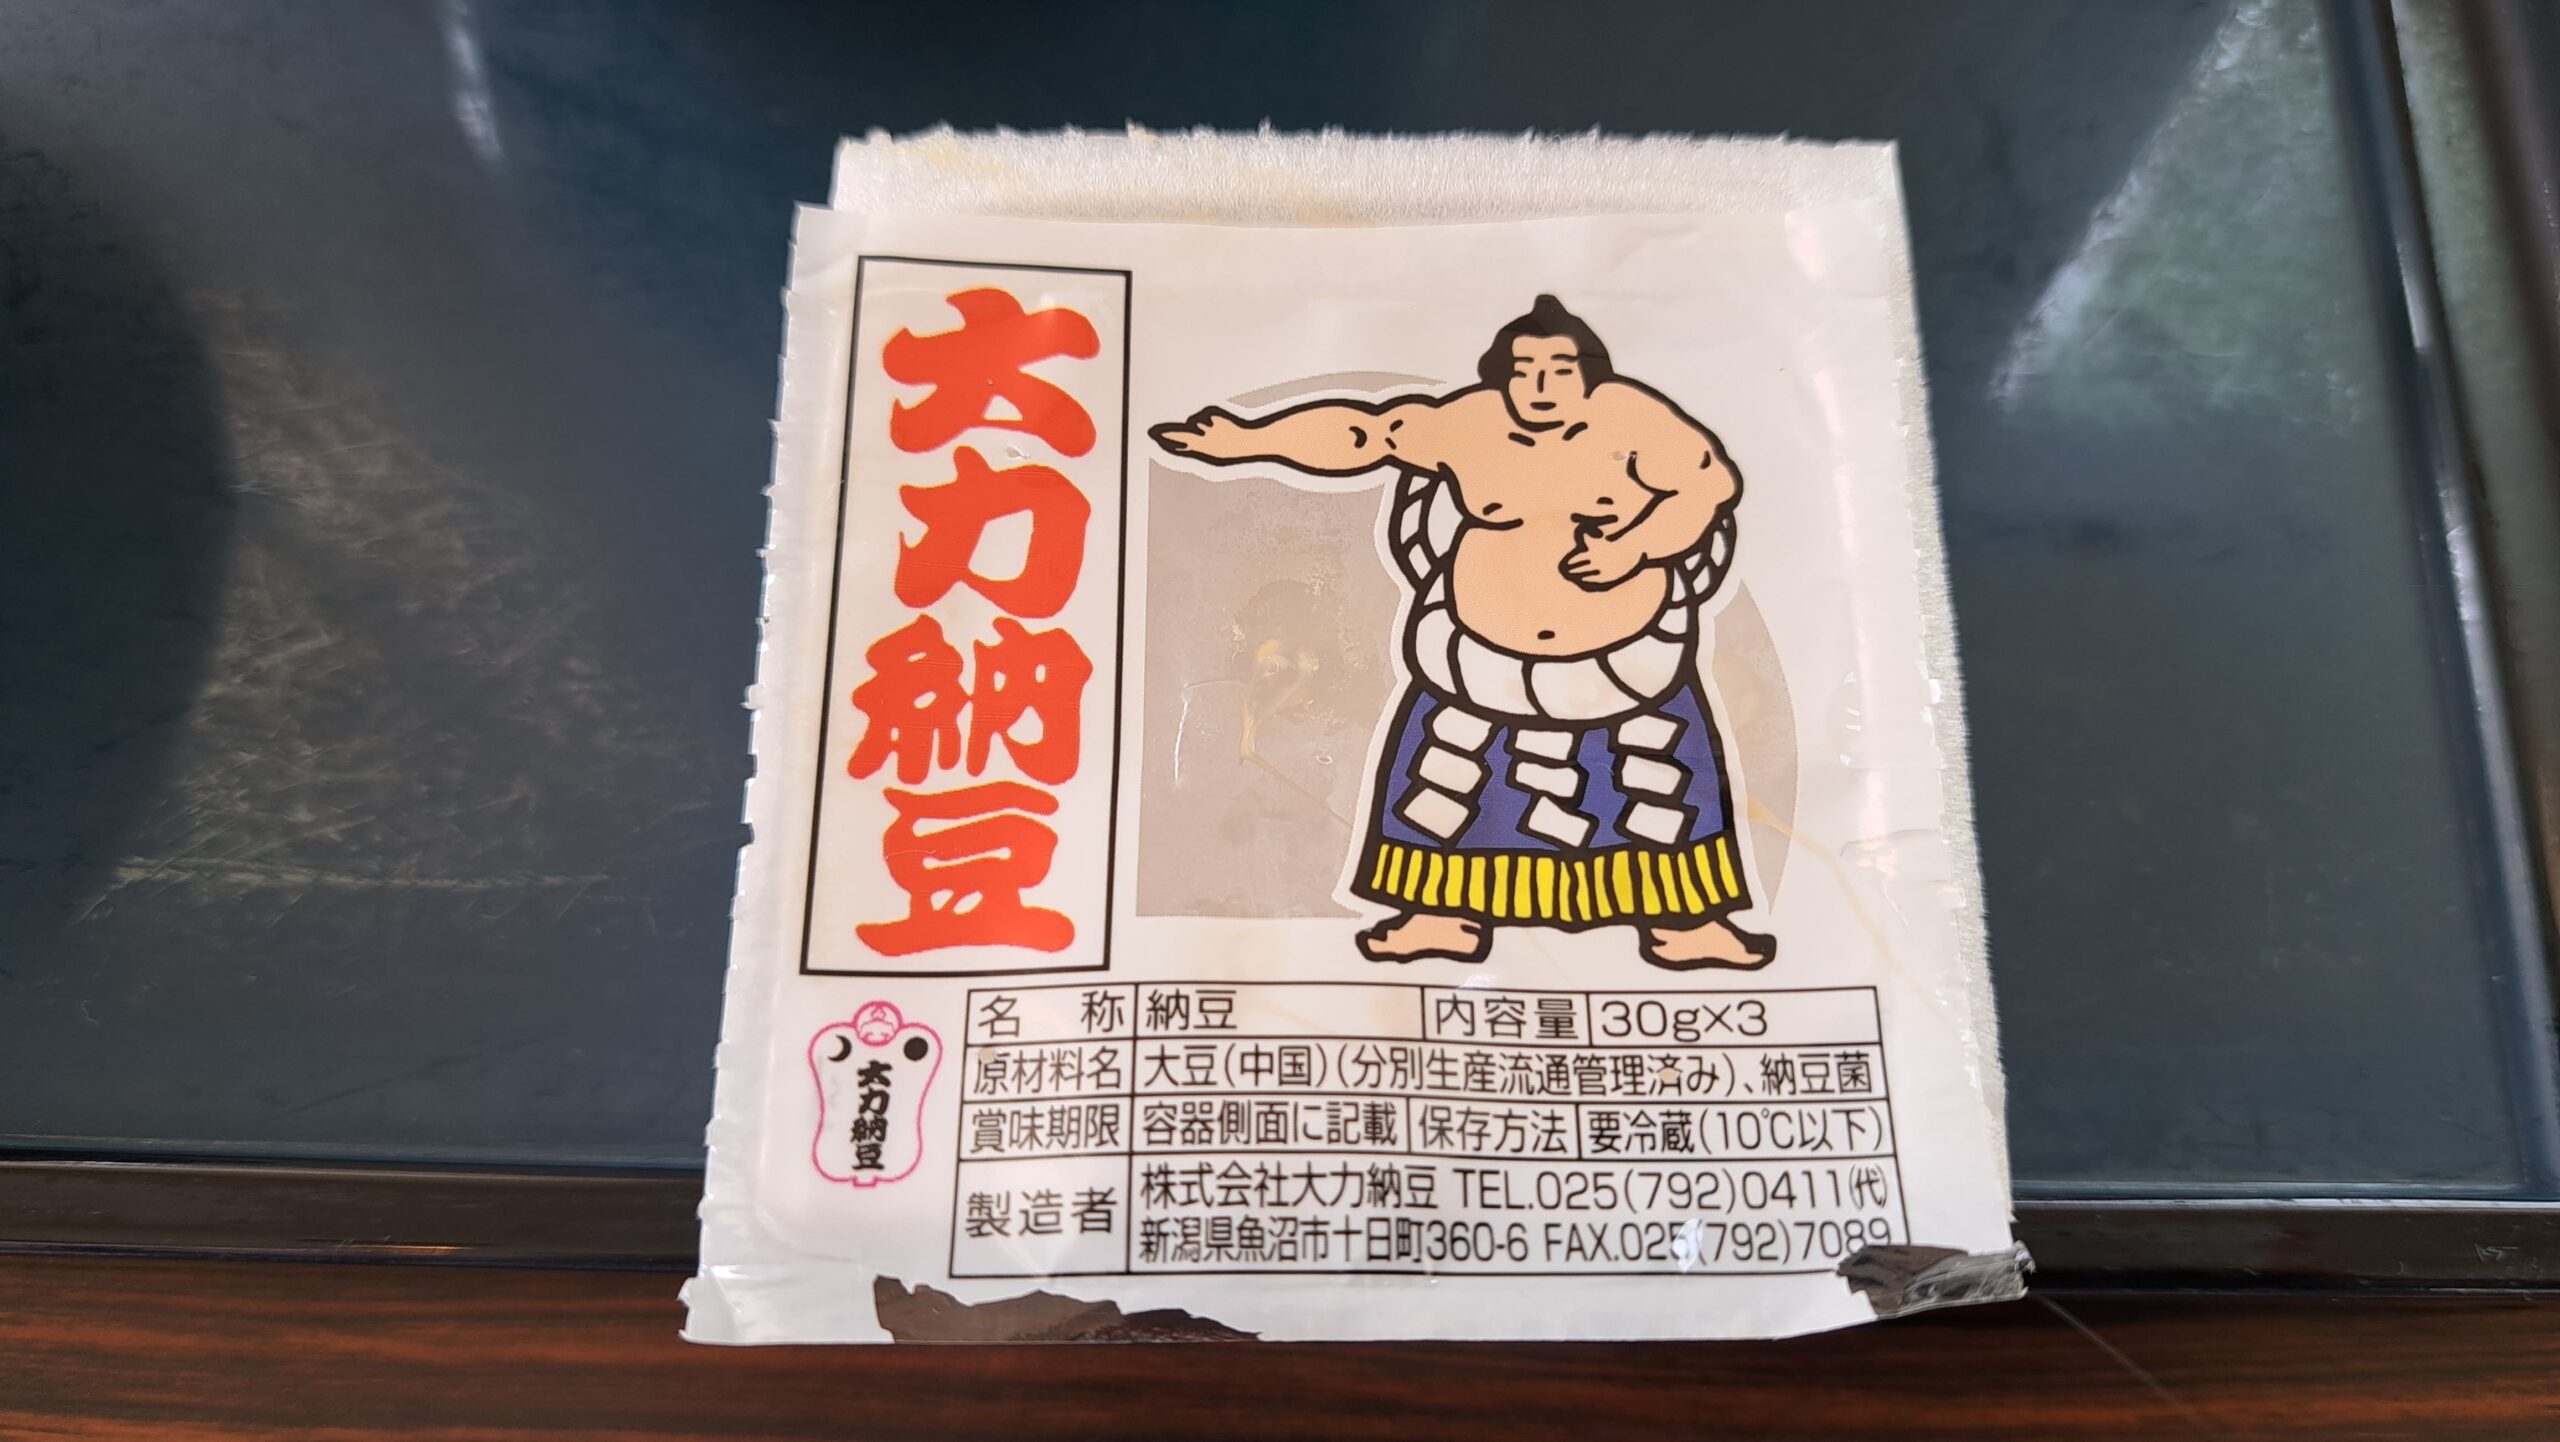 大力納豆
大力納豆
名称 納豆 内容量 30g×3
原材料名 大豆(中国)(分別生産流通管理済み)、納豆菌
賞味期限 容器側面に記載 保存方法 要冷蔵(10℃以下)
製造者 株式会社大力納豆 TEL.025(792)0411㈹
新潟県魚沼市十日町360-6 FAX.025(792)7089